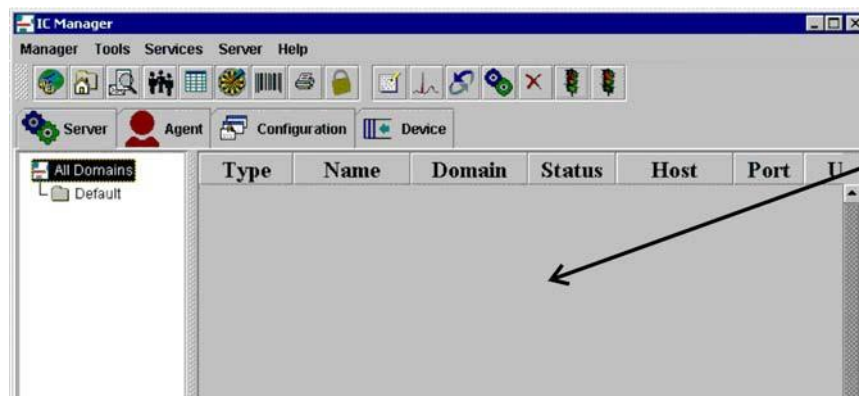 IC Manager
Manager Tools Services Server Help
Server Agent Configuration Device
All Domains
Default
Type Name Domain Status Host Port U